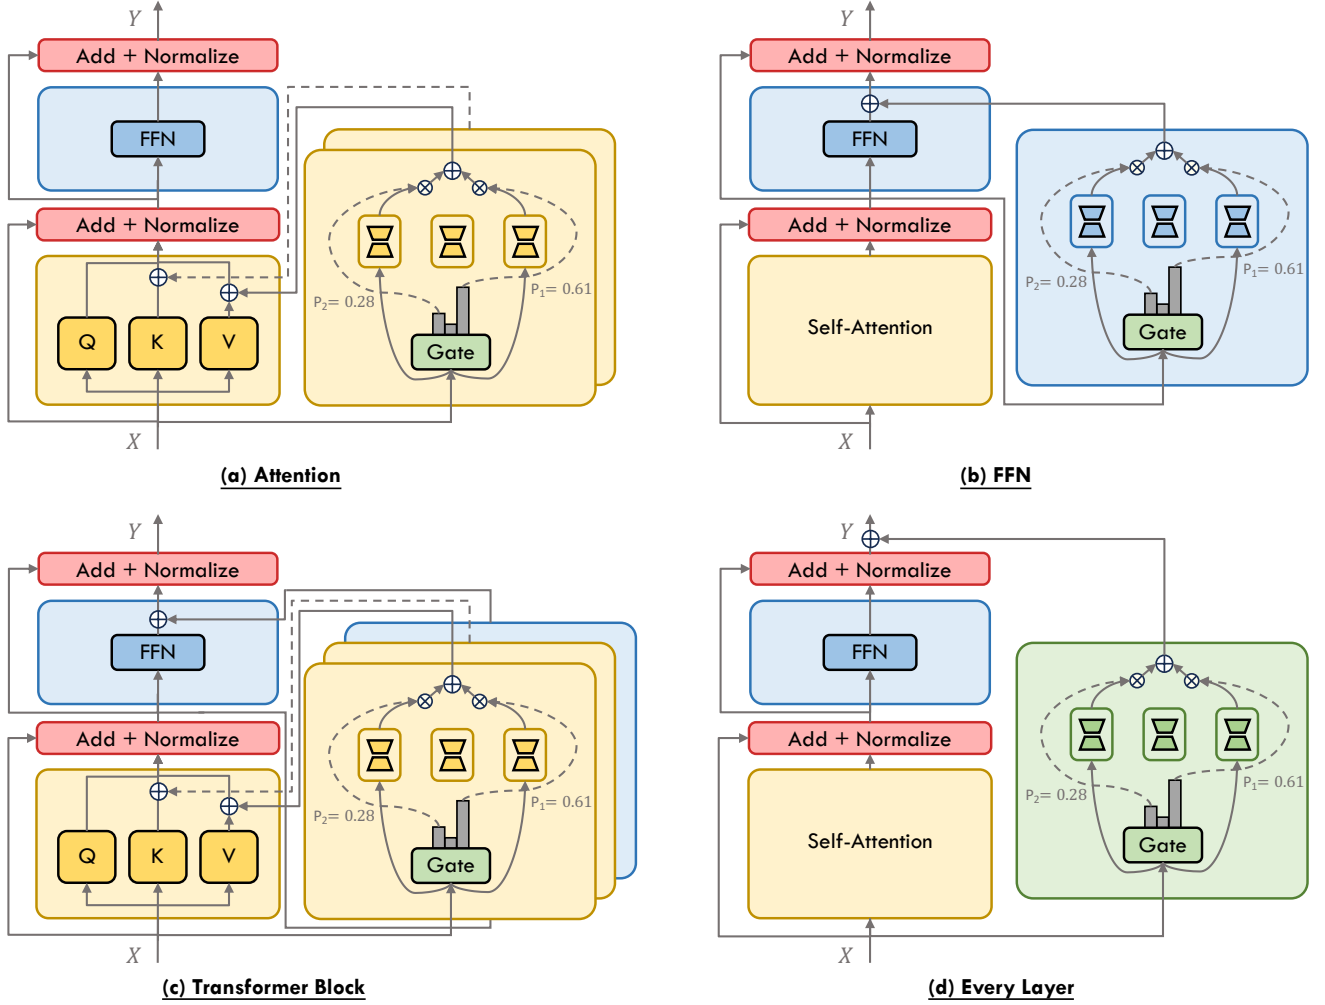 Y
Add + Normalize
FFN
Add + Normalize
Q K V
P2= 0.28
P1= 0.61
Gate
X
(a) Attention
Y
Add + Normalize
FFN
Add + Normalize
Self-Attention
P2= 0.28
P1= 0.61
Gate
X
(b) FFN
Y
Add + Normalize
FFN
Add + Normalize
Q K V
P2= 0.28
P1= 0.61
Gate
X
(c) Transformer Block
Y
Add + Normalize
FFN
Add + Normalize
Self-Attention
P2= 0.28
P1= 0.61
Gate
X
(d) Every Layer